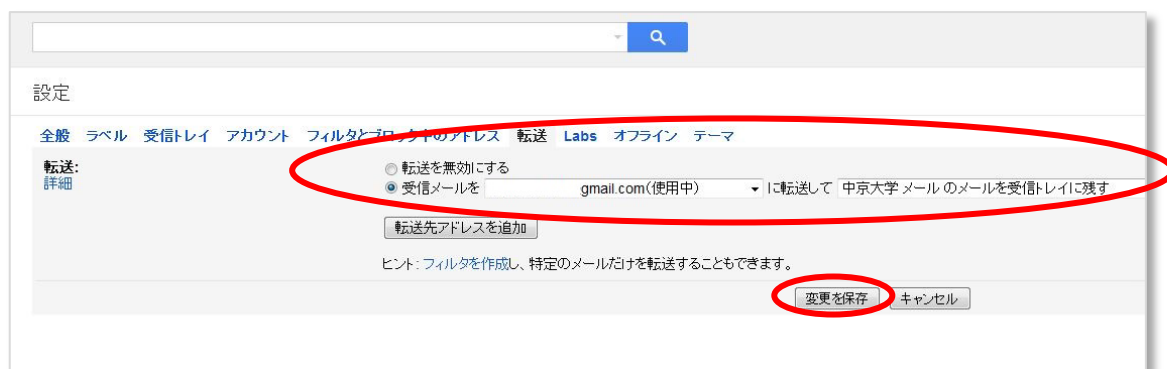 設定
全般 ラベル 受信トレイ アカウント フィルタとブロック中のアドレス 転送 Labs オフライン テーマ
転送:
詳細
転送を無効にする
受信メールを gmail.com(使用中) に転送して 中京大学 メール のメールを受信トレイに残す
転送先アドレスを追加
ヒント: フィルタを作成し、特定のメールだけを転送することもできます。
変更を保存 キャンセル